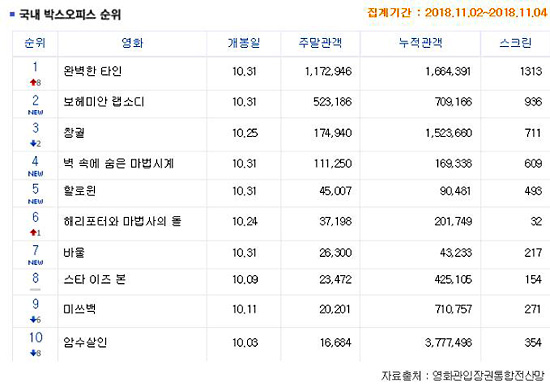 국내 박스오피스 순위 집계기간 : 2018.11.02~2018.11.04
순위 영화 개봉일 주말관객 누적관객 스크린
1 8 완벽한 타인 10.31 1,172,946 1,664,391 1313
2 NEW 보헤미안 랩소디 10.31 523,186 709,166 936
3 2 창궐 10.25 174,940 1,523,660 711
4 NEW 벽 속에 숨은 마법시계 10.31 111,250 169,338 609
5 NEW 할로윈 10.31 45,007 90,481 493
6 1 해리포터와 마법사의 돌 10.24 37,198 201,749 32
7 NEW 바울 10.31 26,300 43,233 217
8 스타 이즈 본 10.09 23,472 425,105 154
9 6 미쓰백 10.11 20,201 710,757 271
10 8 암수살인 10.03 16,684 3,777,498 354
자료출처 : 영화관입장권통합전산망